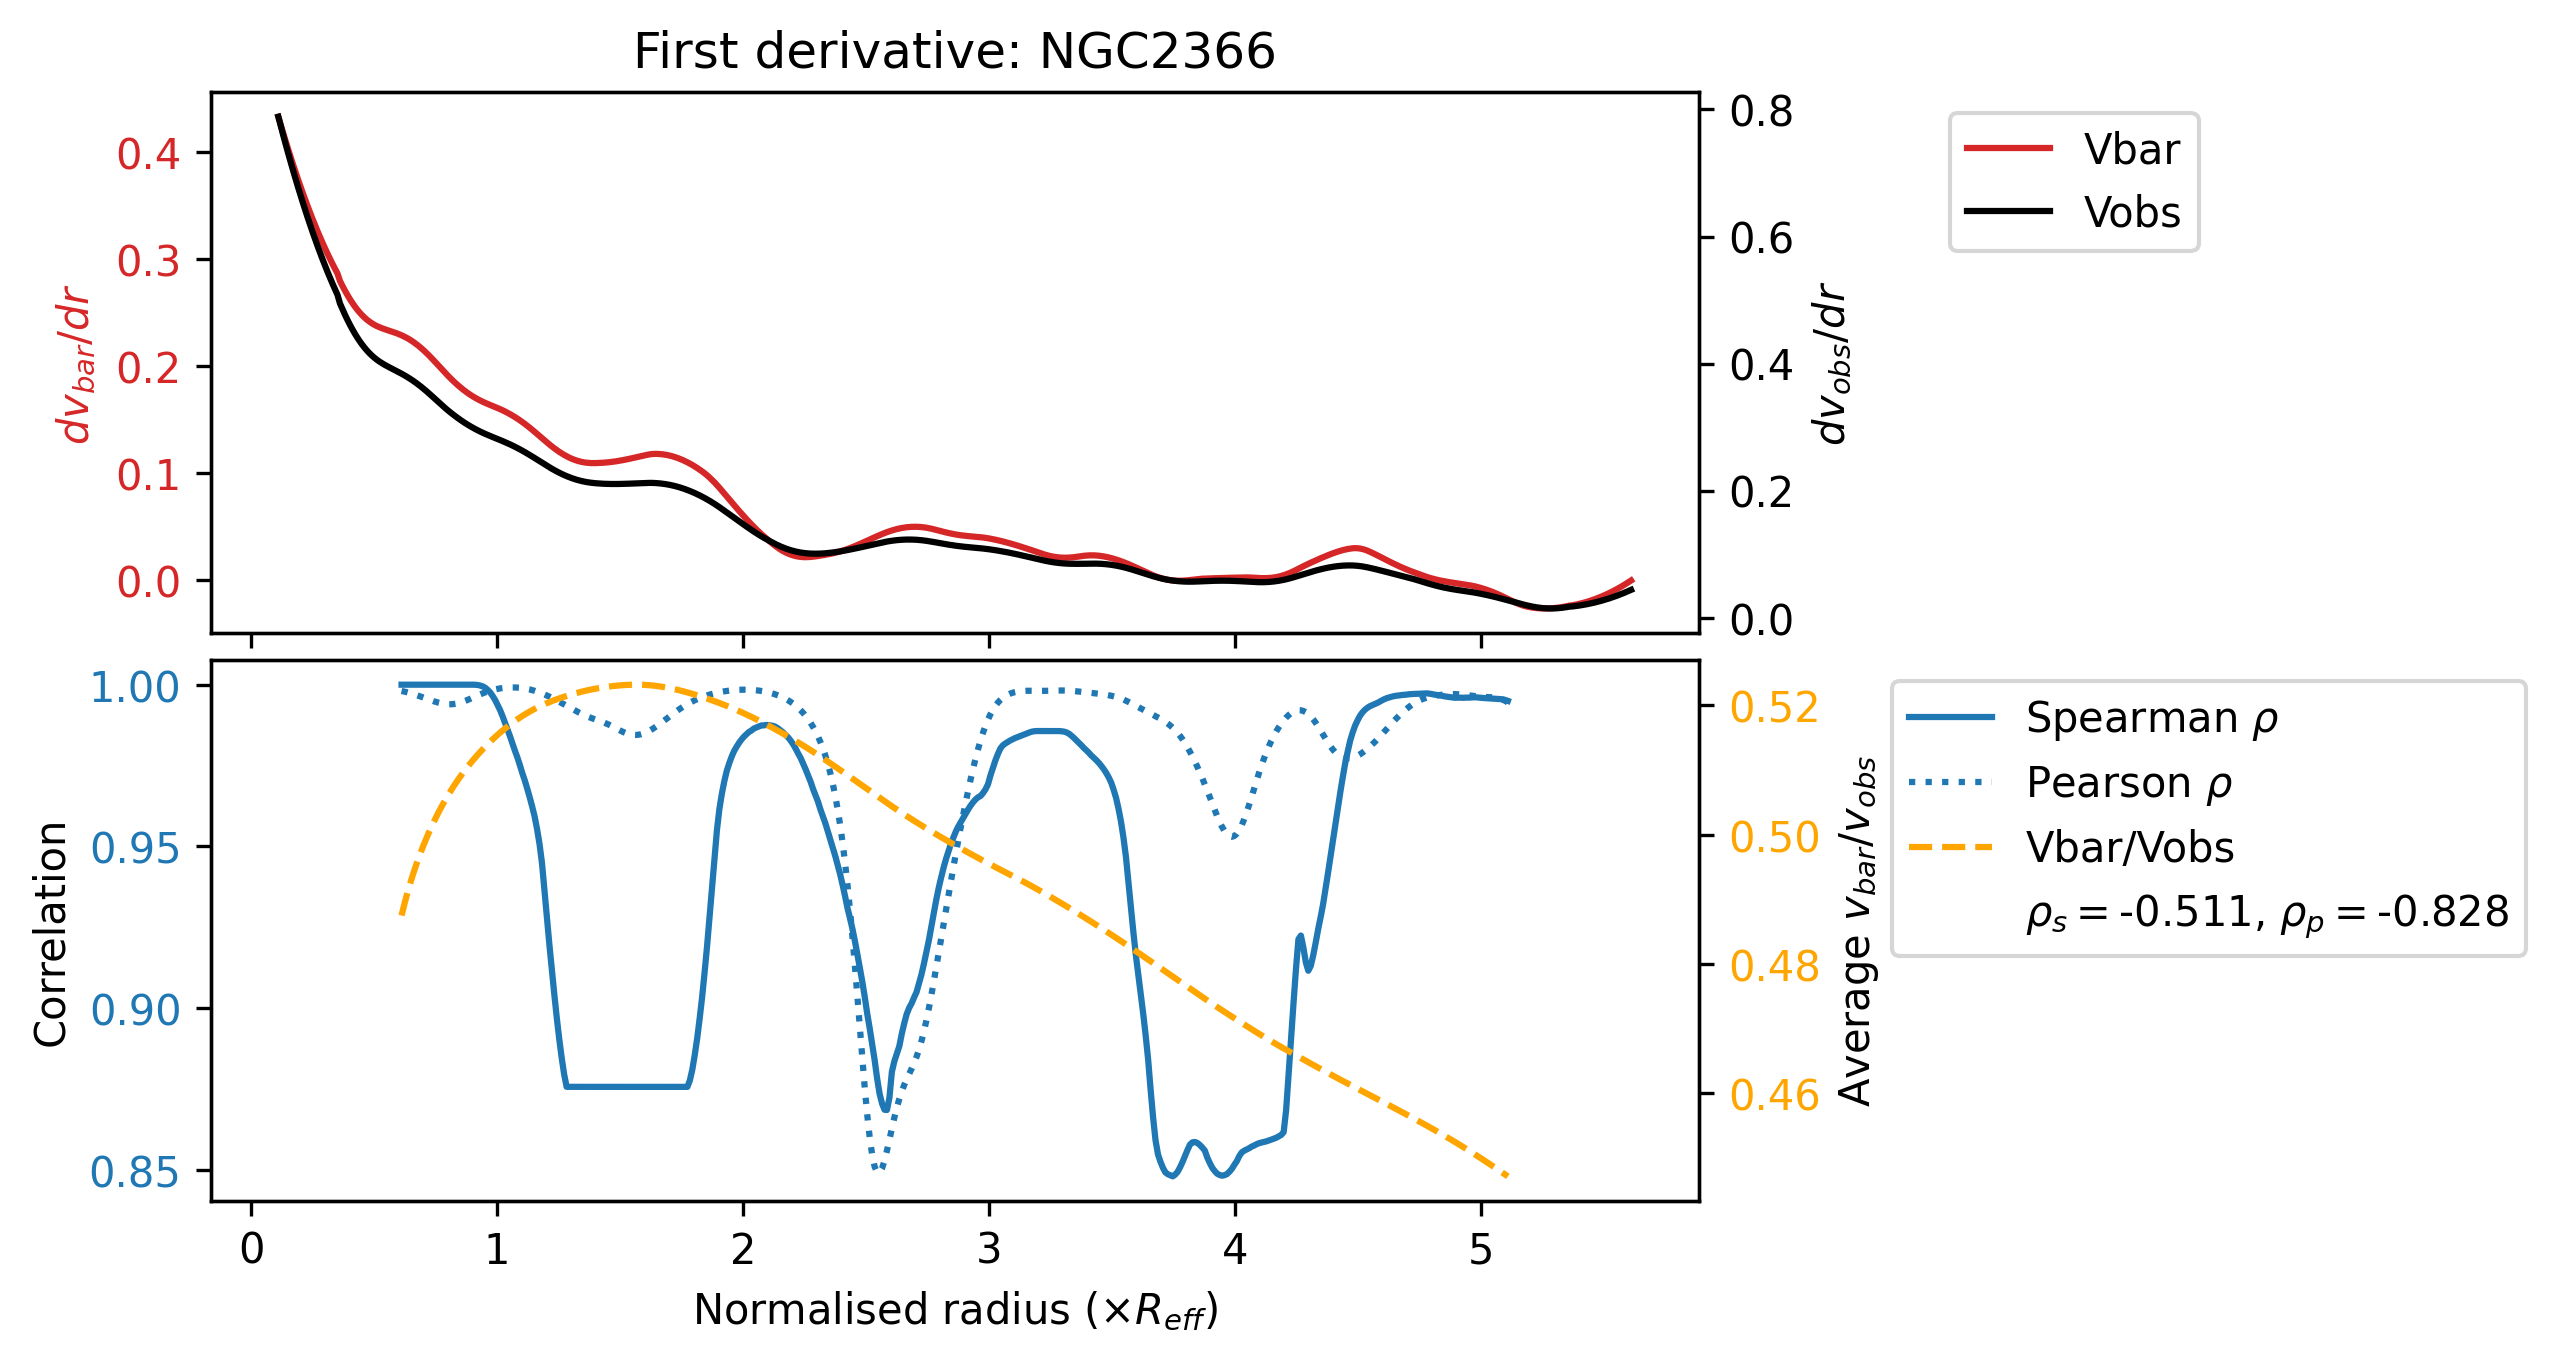 First derivative: NGC2366
0.4
0.3
0.2
0.1
0.0
dv_bar/dr
0.8
0.6
0.4
0.2
0.0
dv_obs/dr
Vbar
Vobs
1.00
0.95
0.90
0.85
Correlation
0.52
0.50
0.48
0.46
Average v_bar/v_obs
Spearman ρ
Pearson ρ
Vbar/Vobs
ρ_s = -0.511, ρ_p = -0.828
0 1 2 3 4 5
Normalised radius (×R_eff)